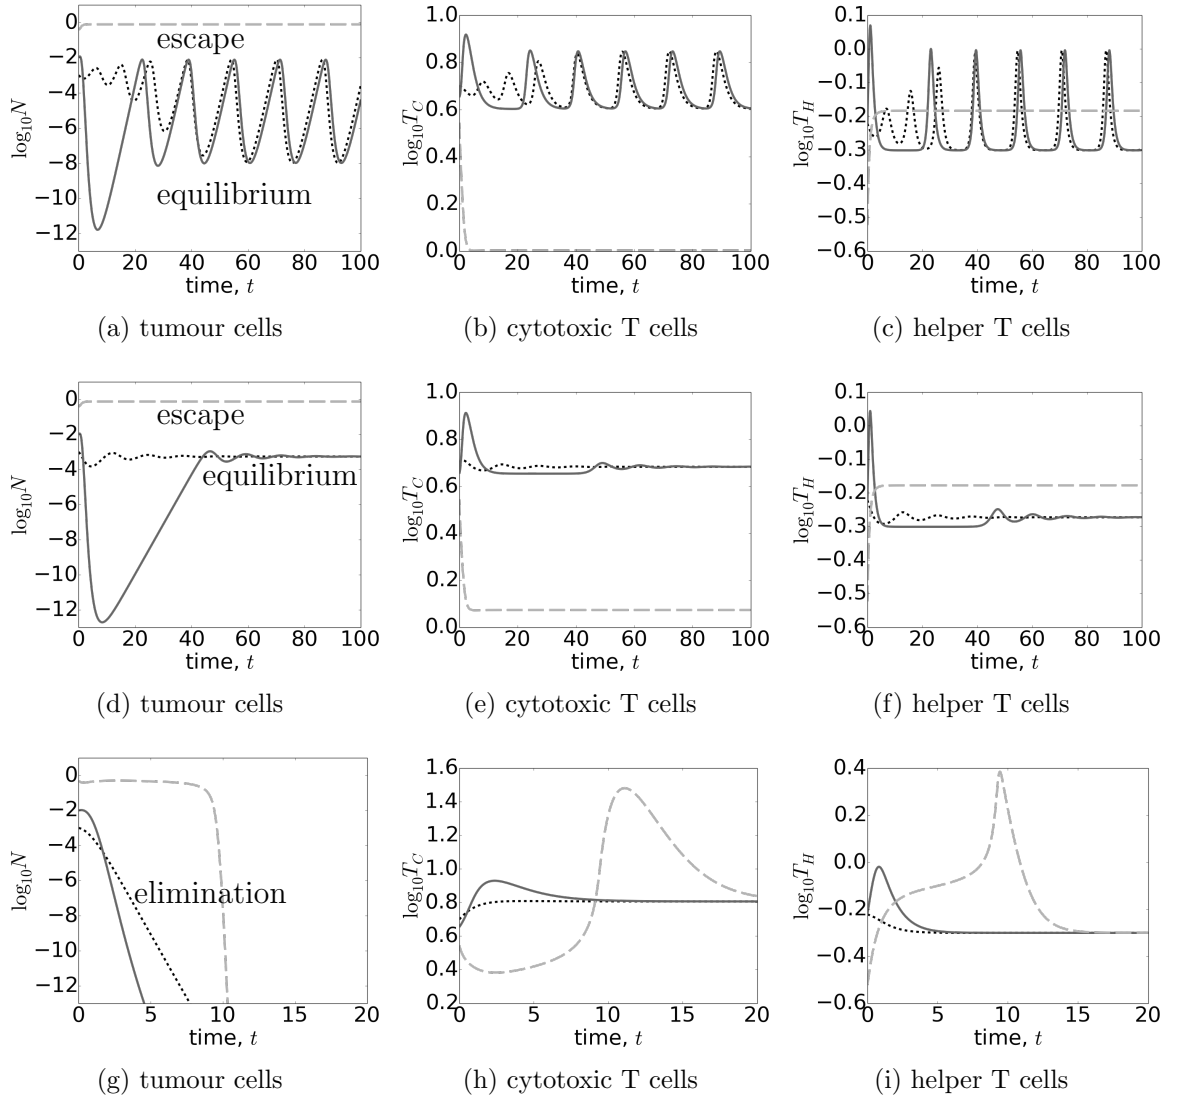 0
−2
−4
−6
−8
−10
−12
log₁₀N
escape
equilibrium
0 20 40 60 80 100
time, t
(a) tumour cells
1.0
0.8
0.6
0.4
0.2
0.0
log₁₀T_C
0 20 40 60 80 100
time, t
(b) cytotoxic T cells
0.1
0.0
−0.1
−0.2
−0.3
−0.4
−0.5
−0.6
log₁₀T_H
0 20 40 60 80 100
time, t
(c) helper T cells
0
−2
−4
−6
−8
−10
−12
log₁₀N
escape
equilibrium
0 20 40 60 80 100
time, t
(d) tumour cells
1.0
0.8
0.6
0.4
0.2
0.0
log₁₀T_C
0 20 40 60 80 100
time, t
(e) cytotoxic T cells
0.1
0.0
−0.1
−0.2
−0.3
−0.4
−0.5
−0.6
log₁₀T_H
0 20 40 60 80 100
time, t
(f) helper T cells
0
−2
−4
−6
−8
−10
−12
log₁₀N
elimination
0 5 10 15 20
time, t
(g) tumour cells
1.6
1.4
1.2
1.0
0.8
0.6
0.4
0.2
log₁₀T_C
0 5 10 15 20
time, t
(h) cytotoxic T cells
0.4
0.2
0.0
−0.2
−0.4
−0.6
log₁₀T_H
0 5 10 15 20
time, t
(i) helper T cells